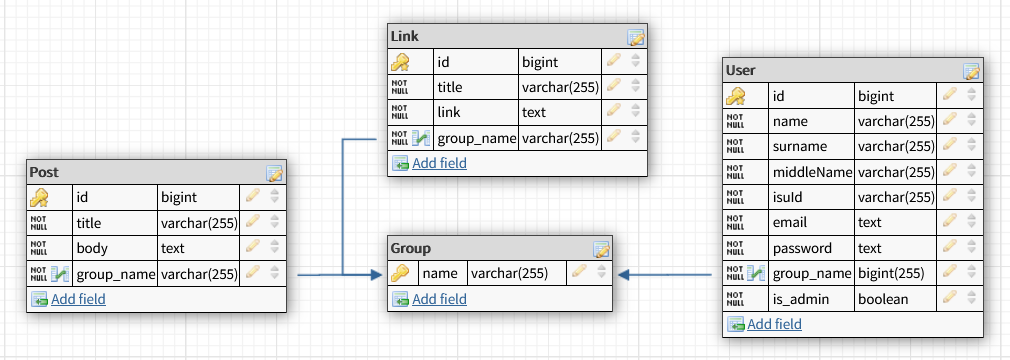 Link
id bigint
NOT NULL title varchar(255)
NOT NULL link text
NOT NULL group_name varchar(255)
Add field
User
id bigint
NOT NULL name varchar(255)
NOT NULL surname varchar(255)
NOT NULL middleName varchar(255)
NOT NULL isuId varchar(255)
NOT NULL email text
NOT NULL password text
NOT NULL group_name bigint(255)
NOT NULL is_admin boolean
Add field
Post
id bigint
NOT NULL title varchar(255)
NOT NULL body text
NOT NULL group_name varchar(255)
Add field
Group
name varchar(255)
Add field